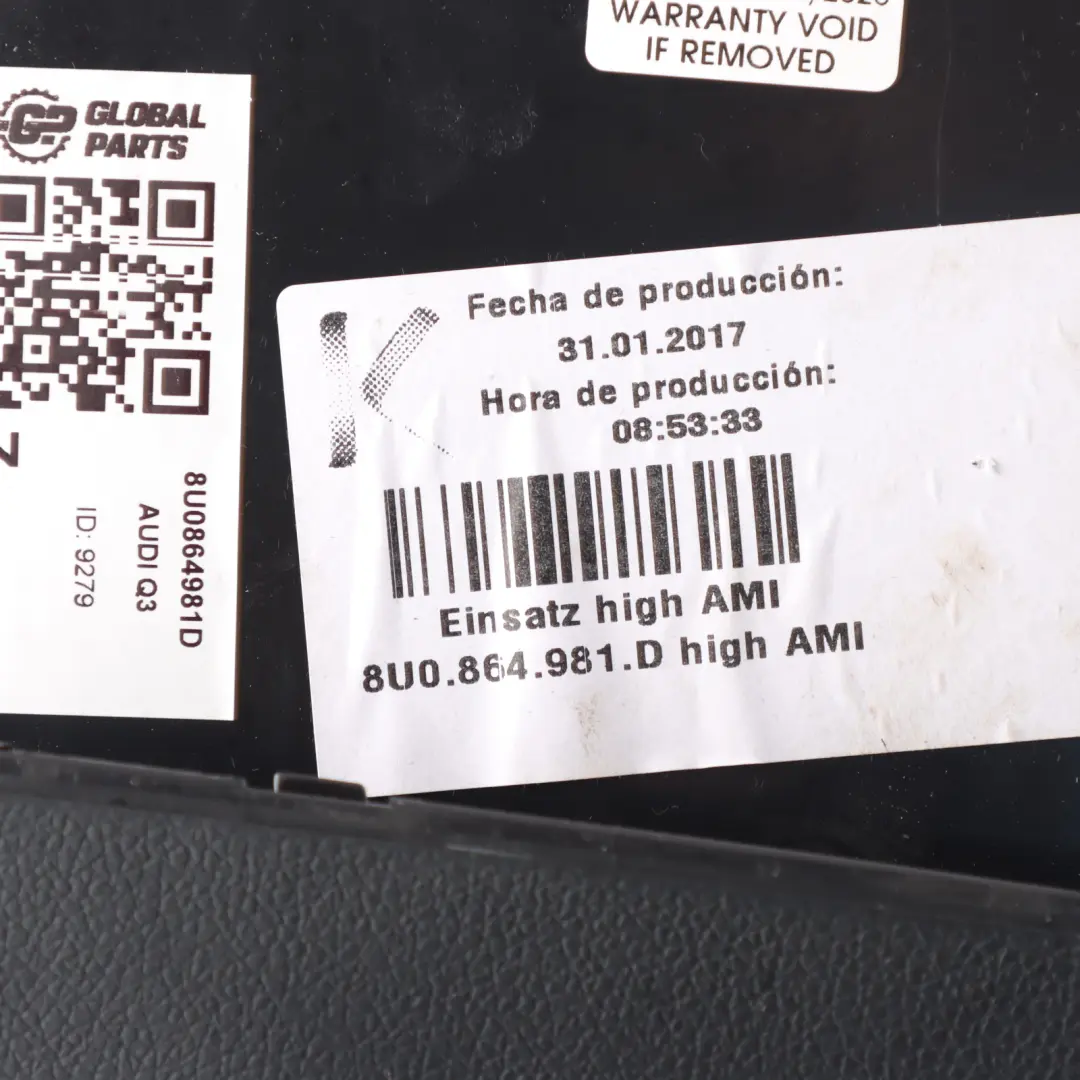 WARRANTY VOID
IF REMOVED
GP GLOBAL
PARTS
8U0864981D
AUDI Q3
ID: 9279
K
Fecha de producción:
31.01.2017
Hora de producción:
08:53:33
Einsatz high AMI
8U0.864.981.D high AMI